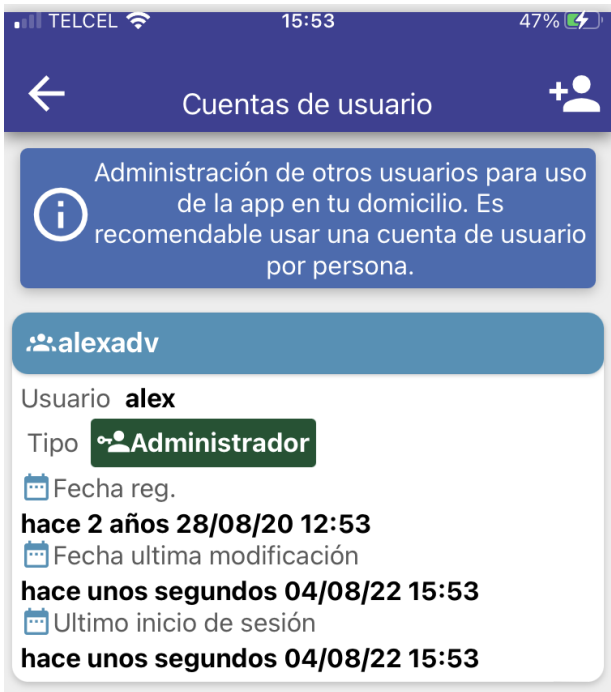 TELCEL 15:53 47%
Cuentas de usuario
Administración de otros usuarios para uso
de la app en tu domicilio. Es
recomendable usar una cuenta de usuario
por persona.
alexadv
Usuario alex
Tipo Administrador
Fecha reg.
hace 2 años 28/08/20 12:53
Fecha ultima modificación
hace unos segundos 04/08/22 15:53
Ultimo inicio de sesión
hace unos segundos 04/08/22 15:53